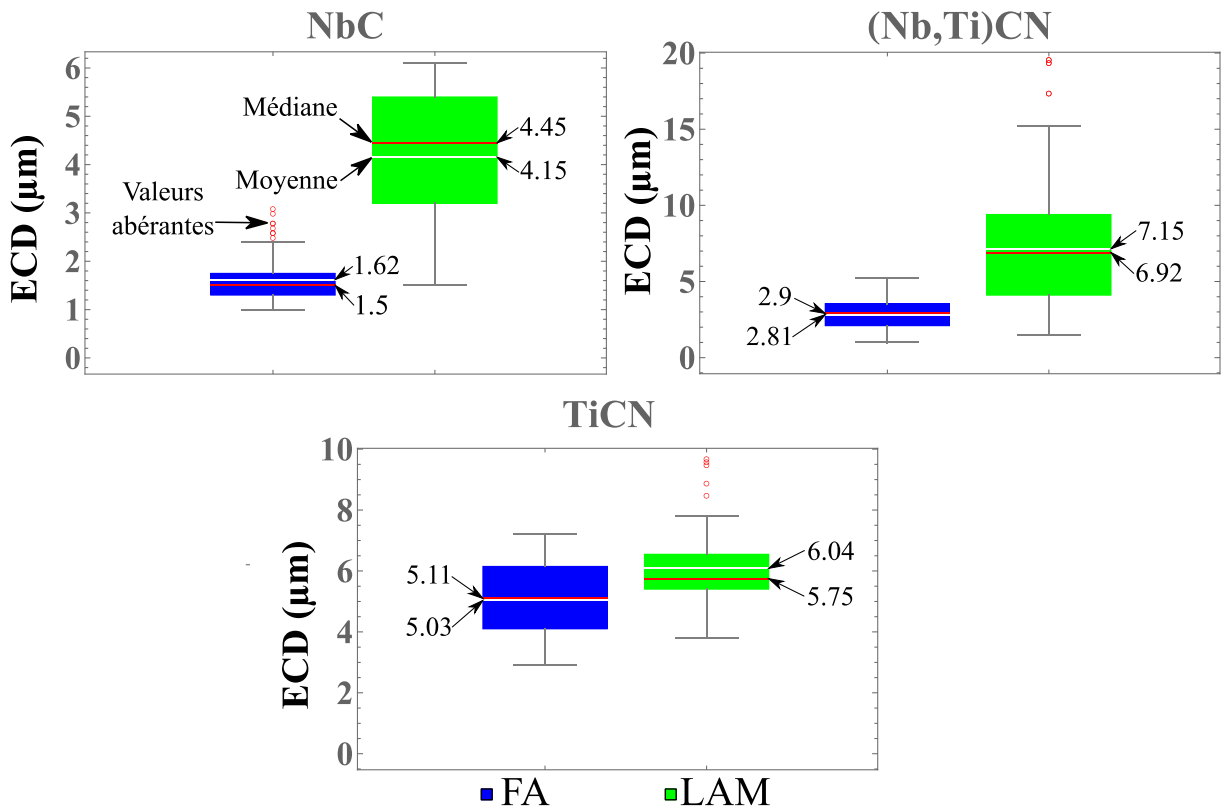 NbC
ECD (μm)
6
5
4
3
2
1
0
Médiane
Moyenne
Valeurs
abérantes
4.45
4.15
1.62
1.5
(Nb,Ti)CN
ECD (μm)
20
15
10
5
0
2.9
2.81
7.15
6.92
TiCN
ECD (μm)
10
8
6
4
2
0
5.11
5.03
6.04
5.75
FA
LAM